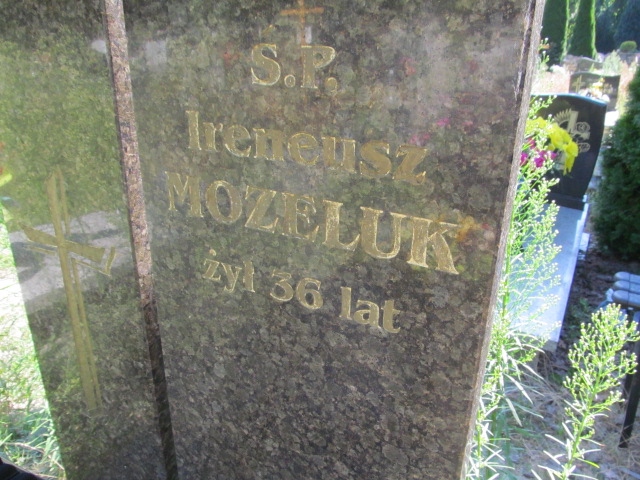 Ś.P.
Ireneusz
MOZELUK
żył 36 lat